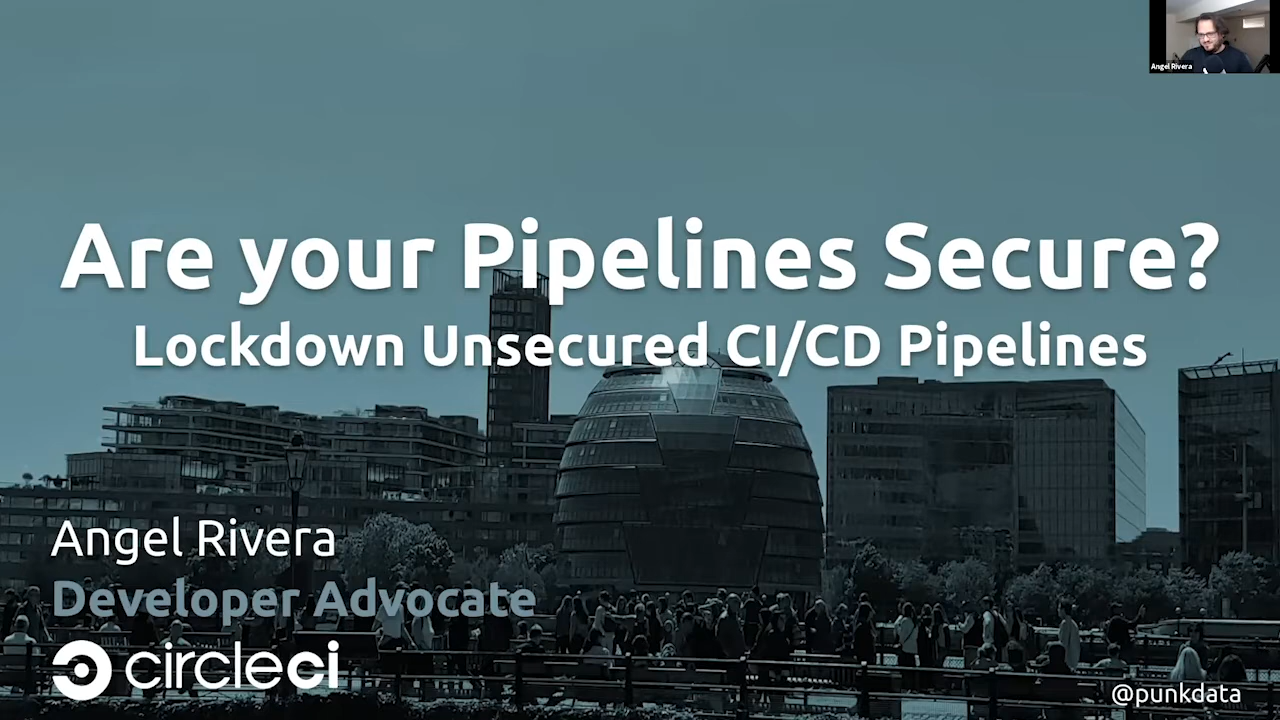 Angel Rivera
Are your Pipelines Secure?
Lockdown Unsecured CI/CD Pipelines
Angel Rivera
Developer Advocate
circleci
@punkdata